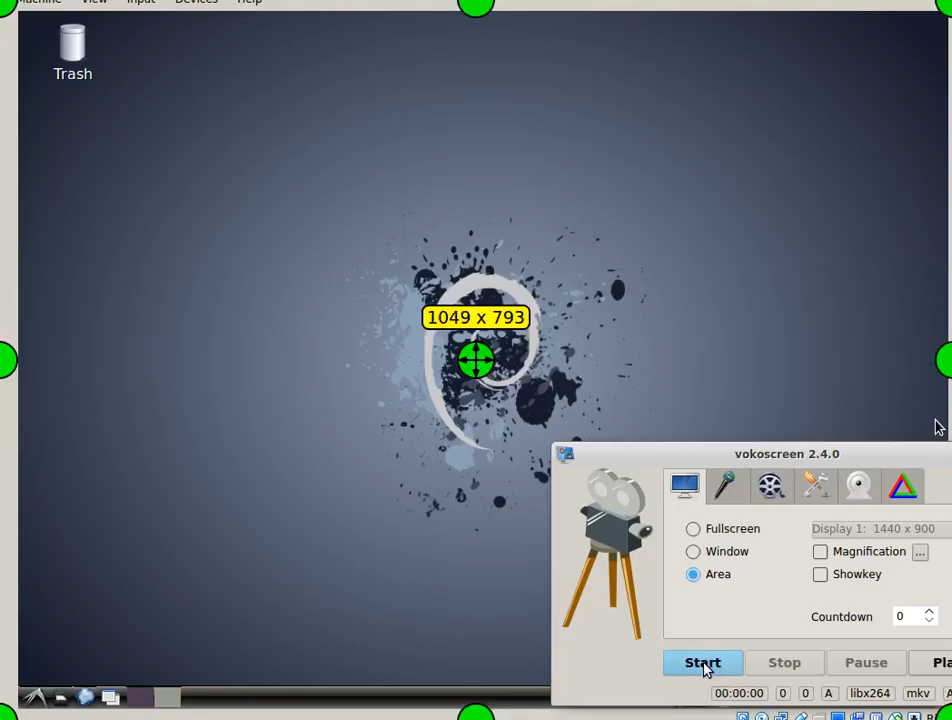 Machine View Input Devices Help
Trash
1049 x 793
vokoscreen 2.4.0
Fullscreen
Display 1: 1440 x 900
Window
Magnification ...
Area
Showkey
Countdown 0
Start Stop Pause
00:00:00 0 0 A libx264 mkv